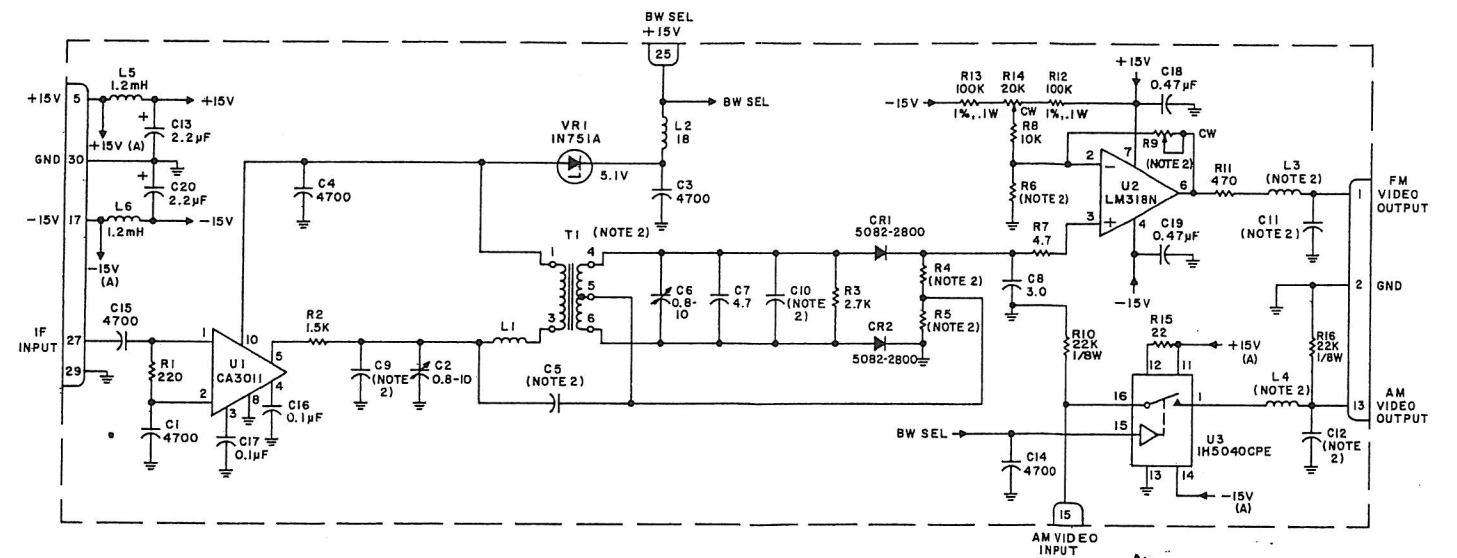 BW SEL
+15V
25
BW SEL
L2
18
VR1
1N751A
5.1V
C3
4700
C4
4700
L5
1.2mH
+15V
5
+15V
+
C13
2.2µF
+15V (A)
GND
30
+
C20
2.2µF
-15V
17
-15V
L6
1.2mH
-15V
(A)
C15
4700
IF
INPUT
27
29
R1
220
C1
4700
1
2
U1
CA3011
10
5
4
8
3
C16
0.1µF
C17
0.1µF
R2
1.5K
C9
(NOTE
2)
C2
0.8-10
L1
C5
(NOTE 2)
T1
(NOTE 2)
1
3
4
5
6
C6
0.8-
10
C7
4.7
C10
(NOTE
2)
R3
2.7K
CR1
5082-2800
CR2
5082-2800
R4
(NOTE 2)
R5
(NOTE 2)
C8
3.0
R7
4.7
-15V
R13
100K
1%,.1W
R14
20K
CW
R12
100K
1%,.1W
R8
10K
R6
(NOTE 2)
+15V
C18
0.47µF
CW
R9
(NOTE 2)
7
2
−
U2
LM318N
6
3
+
4
C19
0.47µF
-15V
R11
470
L3
(NOTE 2)
C11
(NOTE 2)
1
FM
VIDEO
OUTPUT
2
GND
R10
22K
1/8W
R15
22
+15V
(A)
12
11
R16
22K
1/8W
L4
(NOTE 2)
16
1
15
U3
IH5040CPE
13
14
-15V
(A)
BW SEL
C14
4700
C12
(NOTE
2)
13
AM
VIDEO
OUTPUT
15
AM VIDEO
INPUT